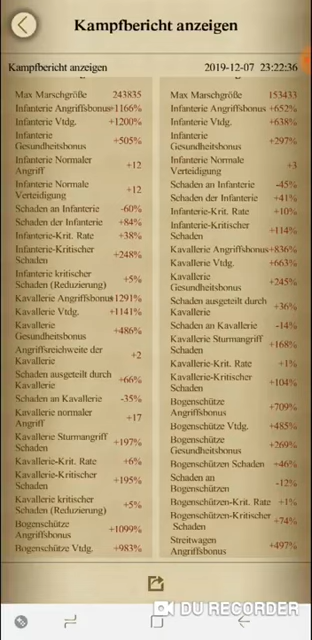 Kampfbericht anzeigen
Kampfbericht anzeigen 2019-12-07 23:22:36
Max Marschgröße 243835
Infanterie Angriffsbonus+1166%
Infanterie Vtdg. +1200%
Infanterie
Gesundheitsbonus +505%
Infanterie Normaler
Angriff +12
Infanterie Normale
Verteidigung +12
Schaden an Infanterie -60%
Schaden der Infanterie +84%
Infanterie-Krit. Rate +38%
Infanterie-Kritischer
Schaden +248%
Infanterie kritischer
Schaden (Reduzierung) +5%
Kavallerie Angriffsbonus+1291%
Kavallerie Vtdg. +1141%
Kavallerie
Gesundheitsbonus +486%
Angriffsreichweite der
Kavallerie +2
Schaden ausgeteilt durch
Kavallerie +66%
Schaden an Kavallerie -35%
Kavallerie normaler
Angriff +17
Kavallerie Sturmangriff
Schaden +197%
Kavallerie-Krit. Rate +6%
Kavallerie-Kritischer
Schaden +195%
Kavallerie kritischer
Schaden (Reduzierung) +5%
Bogenschütze
Angriffsbonus +1099%
Bogenschütze Vtdg. +983%
Max Marschgröße 153433
Infanterie Angriffsbonus +652%
Infanterie Vtdg. +638%
Infanterie
Gesundheitsbonus +297%
Infanterie Normale
Verteidigung +3
Schaden an Infanterie -45%
Schaden der Infanterie +41%
Infanterie-Krit. Rate +10%
Infanterie-Kritischer
Schaden +114%
Kavallerie Angriffsbonus+836%
Kavallerie Vtdg. +663%
Kavallerie
Gesundheitsbonus +245%
Schaden ausgeteilt durch
Kavallerie +36%
Schaden an Kavallerie -14%
Kavallerie Sturmangriff
Schaden +168%
Kavallerie-Krit. Rate +1%
Kavallerie-Kritischer
Schaden +104%
Bogenschütze
Angriffsbonus +709%
Bogenschütze Vtdg. +485%
Bogenschütze
Gesundheitsbonus +269%
Bogenschützen Schaden +46%
Schaden an
Bogenschützen -12%
Bogenschützen-Krit. Rate +1%
Bogenschützen-Kritischer
Schaden +74%
Streitwagen
Angriffsbonus +497%
DU RECORDER